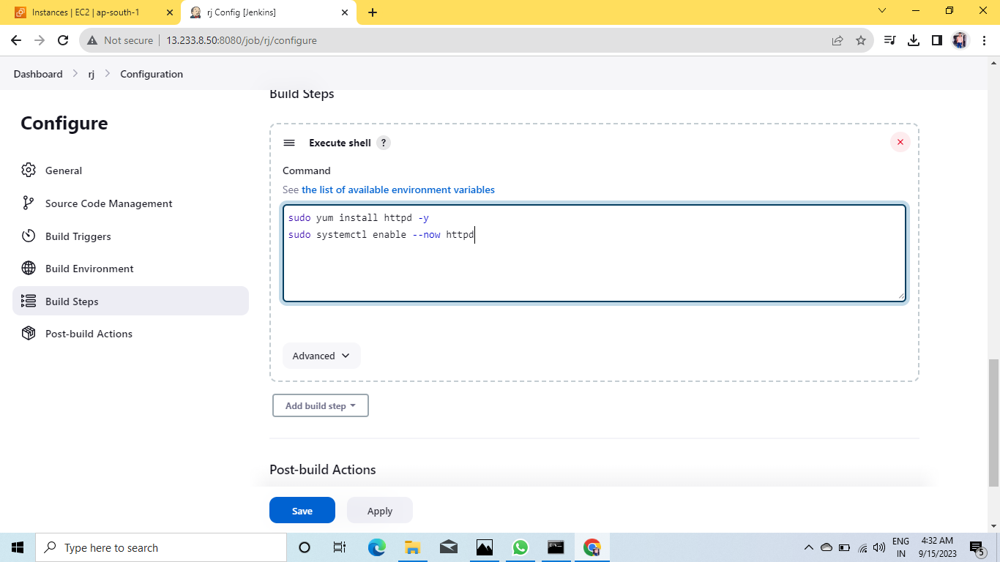 Instances | EC2 | ap-south-1
rj Config [Jenkins]
Not secure
13.233.8.50:8080/job/rj/configure
Dashboard
rj
Configuration
Configure
General
Source Code Management
Build Triggers
Build Environment
Build Steps
Post-build Actions
Build Steps
Execute shell ?
Command
See the list of available environment variables
sudo yum install httpd -y
sudo systemctl enable --now httpd
Advanced
Add build step
Post-build Actions
Save
Apply
Type here to search
ENG
IN
4:32 AM
9/15/2023
5